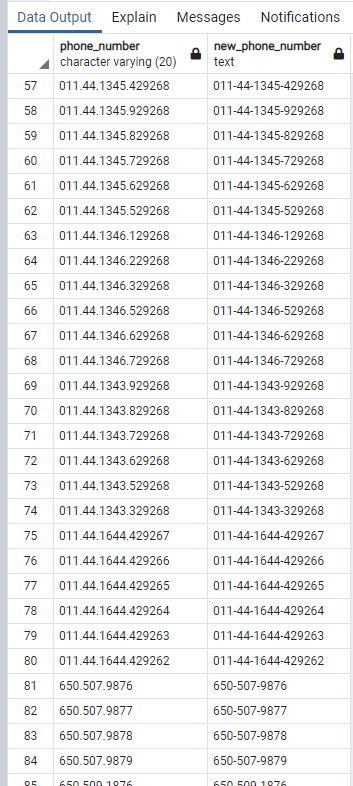 Data Output Explain Messages Notifications
phone_number new_phone_number
character varying (20) text
57 011.44.1345.429268 011-44-1345-429268
58 011.44.1345.929268 011-44-1345-929268
59 011.44.1345.829268 011-44-1345-829268
60 011.44.1345.729268 011-44-1345-729268
61 011.44.1345.629268 011-44-1345-629268
62 011.44.1345.529268 011-44-1345-529268
63 011.44.1346.129268 011-44-1346-129268
64 011.44.1346.229268 011-44-1346-229268
65 011.44.1346.329268 011-44-1346-329268
66 011.44.1346.529268 011-44-1346-529268
67 011.44.1346.629268 011-44-1346-629268
68 011.44.1346.729268 011-44-1346-729268
69 011.44.1343.929268 011-44-1343-929268
70 011.44.1343.829268 011-44-1343-829268
71 011.44.1343.729268 011-44-1343-729268
72 011.44.1343.629268 011-44-1343-629268
73 011.44.1343.529268 011-44-1343-529268
74 011.44.1343.329268 011-44-1343-329268
75 011.44.1644.429267 011-44-1644-429267
76 011.44.1644.429266 011-44-1644-429266
77 011.44.1644.429265 011-44-1644-429265
78 011.44.1644.429264 011-44-1644-429264
79 011.44.1644.429263 011-44-1644-429263
80 011.44.1644.429262 011-44-1644-429262
81 650.507.9876 650-507-9876
82 650.507.9877 650-507-9877
83 650.507.9878 650-507-9878
84 650.507.9879 650-507-9879
85 650.509.1876 650-509-1876